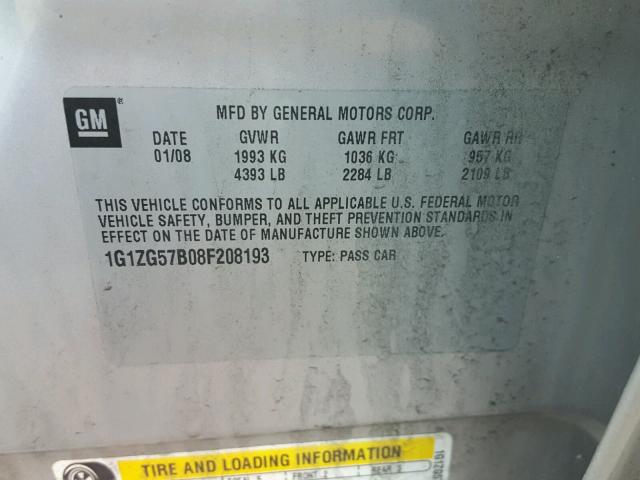 GM ®
MFD BY GENERAL MOTORS CORP.
DATE GVWR GAWR FRT GAWR RR
01/08 1993 KG 1036 KG 957 KG
4393 LB 2284 LB 2109 LB
THIS VEHICLE CONFORMS TO ALL APPLICABLE U.S. FEDERAL MOTOR
VEHICLE SAFETY, BUMPER, AND THEFT PREVENTION STANDARDS IN
EFFECT ON THE DATE OF MANUFACTURE SHOWN ABOVE.
1G1ZG57B08F208193 TYPE: PASS CAR
TIRE AND LOADING INFORMATION